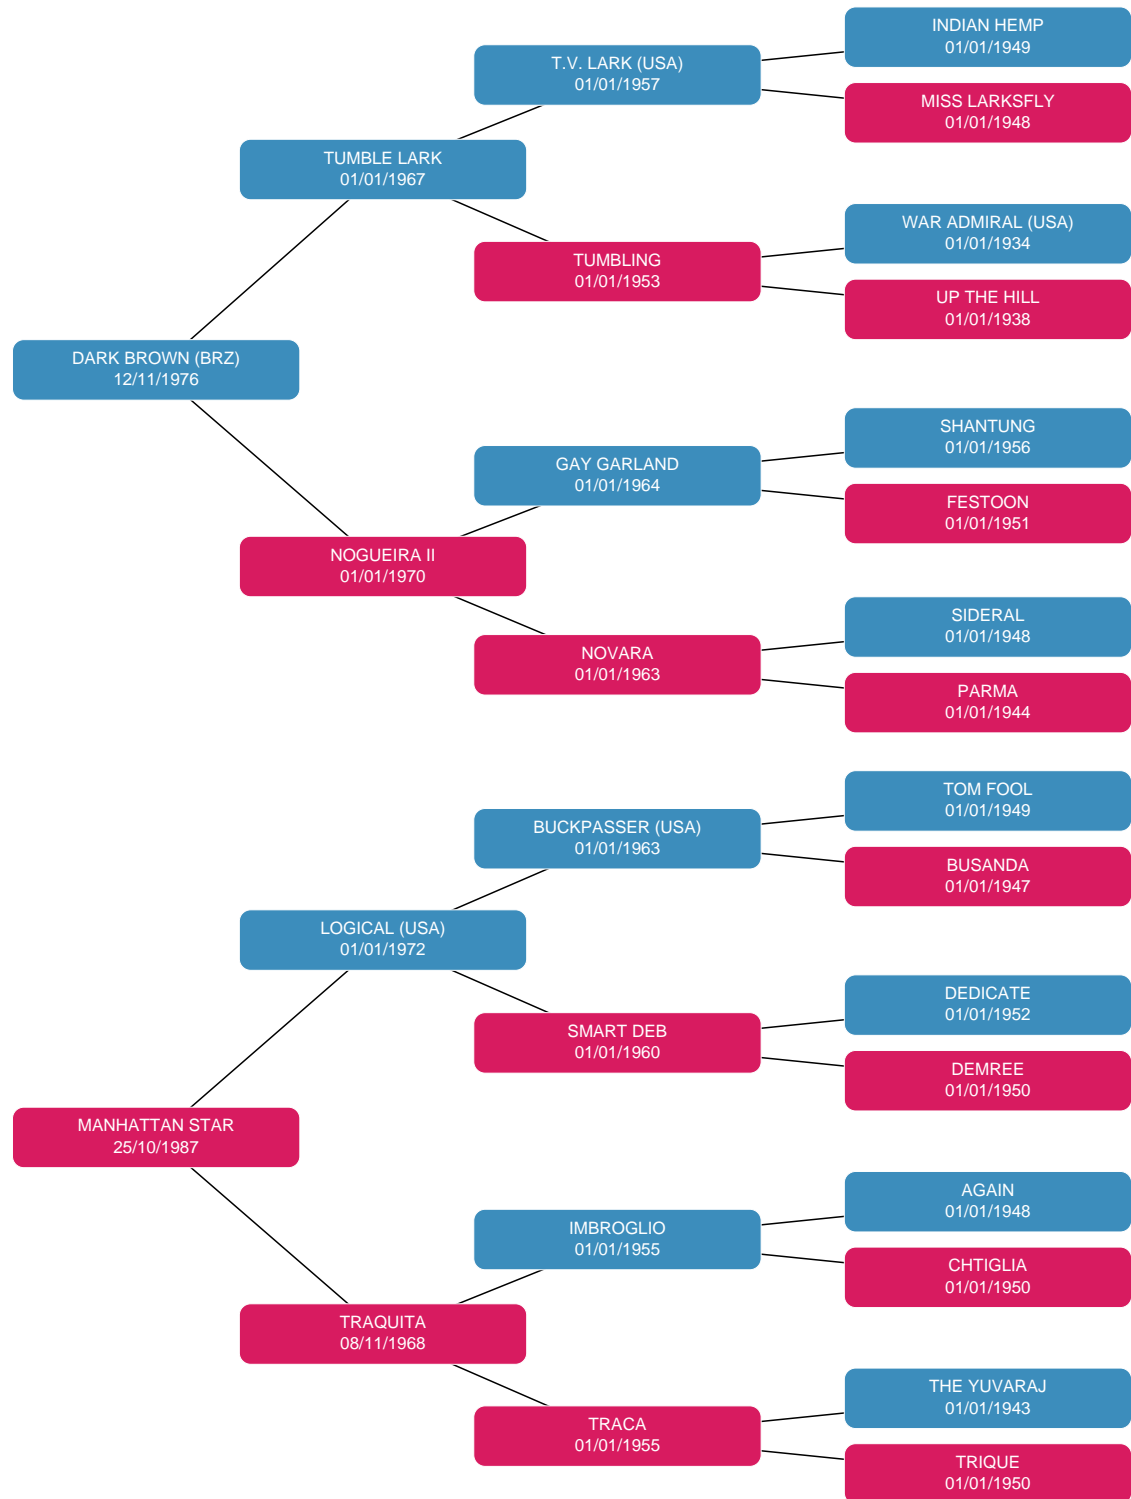 INDIAN HEMP
01/01/1949
T.V. LARK (USA)
01/01/1957
MISS LARKSFLY
01/01/1948
TUMBLE LARK
01/01/1967
WAR ADMIRAL (USA)
01/01/1934
TUMBLING
01/01/1953
UP THE HILL
01/01/1938
DARK BROWN (BRZ)
12/11/1976
SHANTUNG
01/01/1956
GAY GARLAND
01/01/1964
FESTOON
01/01/1951
NOGUEIRA II
01/01/1970
SIDERAL
01/01/1948
NOVARA
01/01/1963
PARMA
01/01/1944
TOM FOOL
01/01/1949
BUCKPASSER (USA)
01/01/1963
BUSANDA
01/01/1947
LOGICAL (USA)
01/01/1972
DEDICATE
01/01/1952
SMART DEB
01/01/1960
DEMREE
01/01/1950
MANHATTAN STAR
25/10/1987
AGAIN
01/01/1948
IMBROGLIO
01/01/1955
CHTIGLIA
01/01/1950
TRAQUITA
08/11/1968
THE YUVARAJ
01/01/1943
TRACA
01/01/1955
TRIQUE
01/01/1950